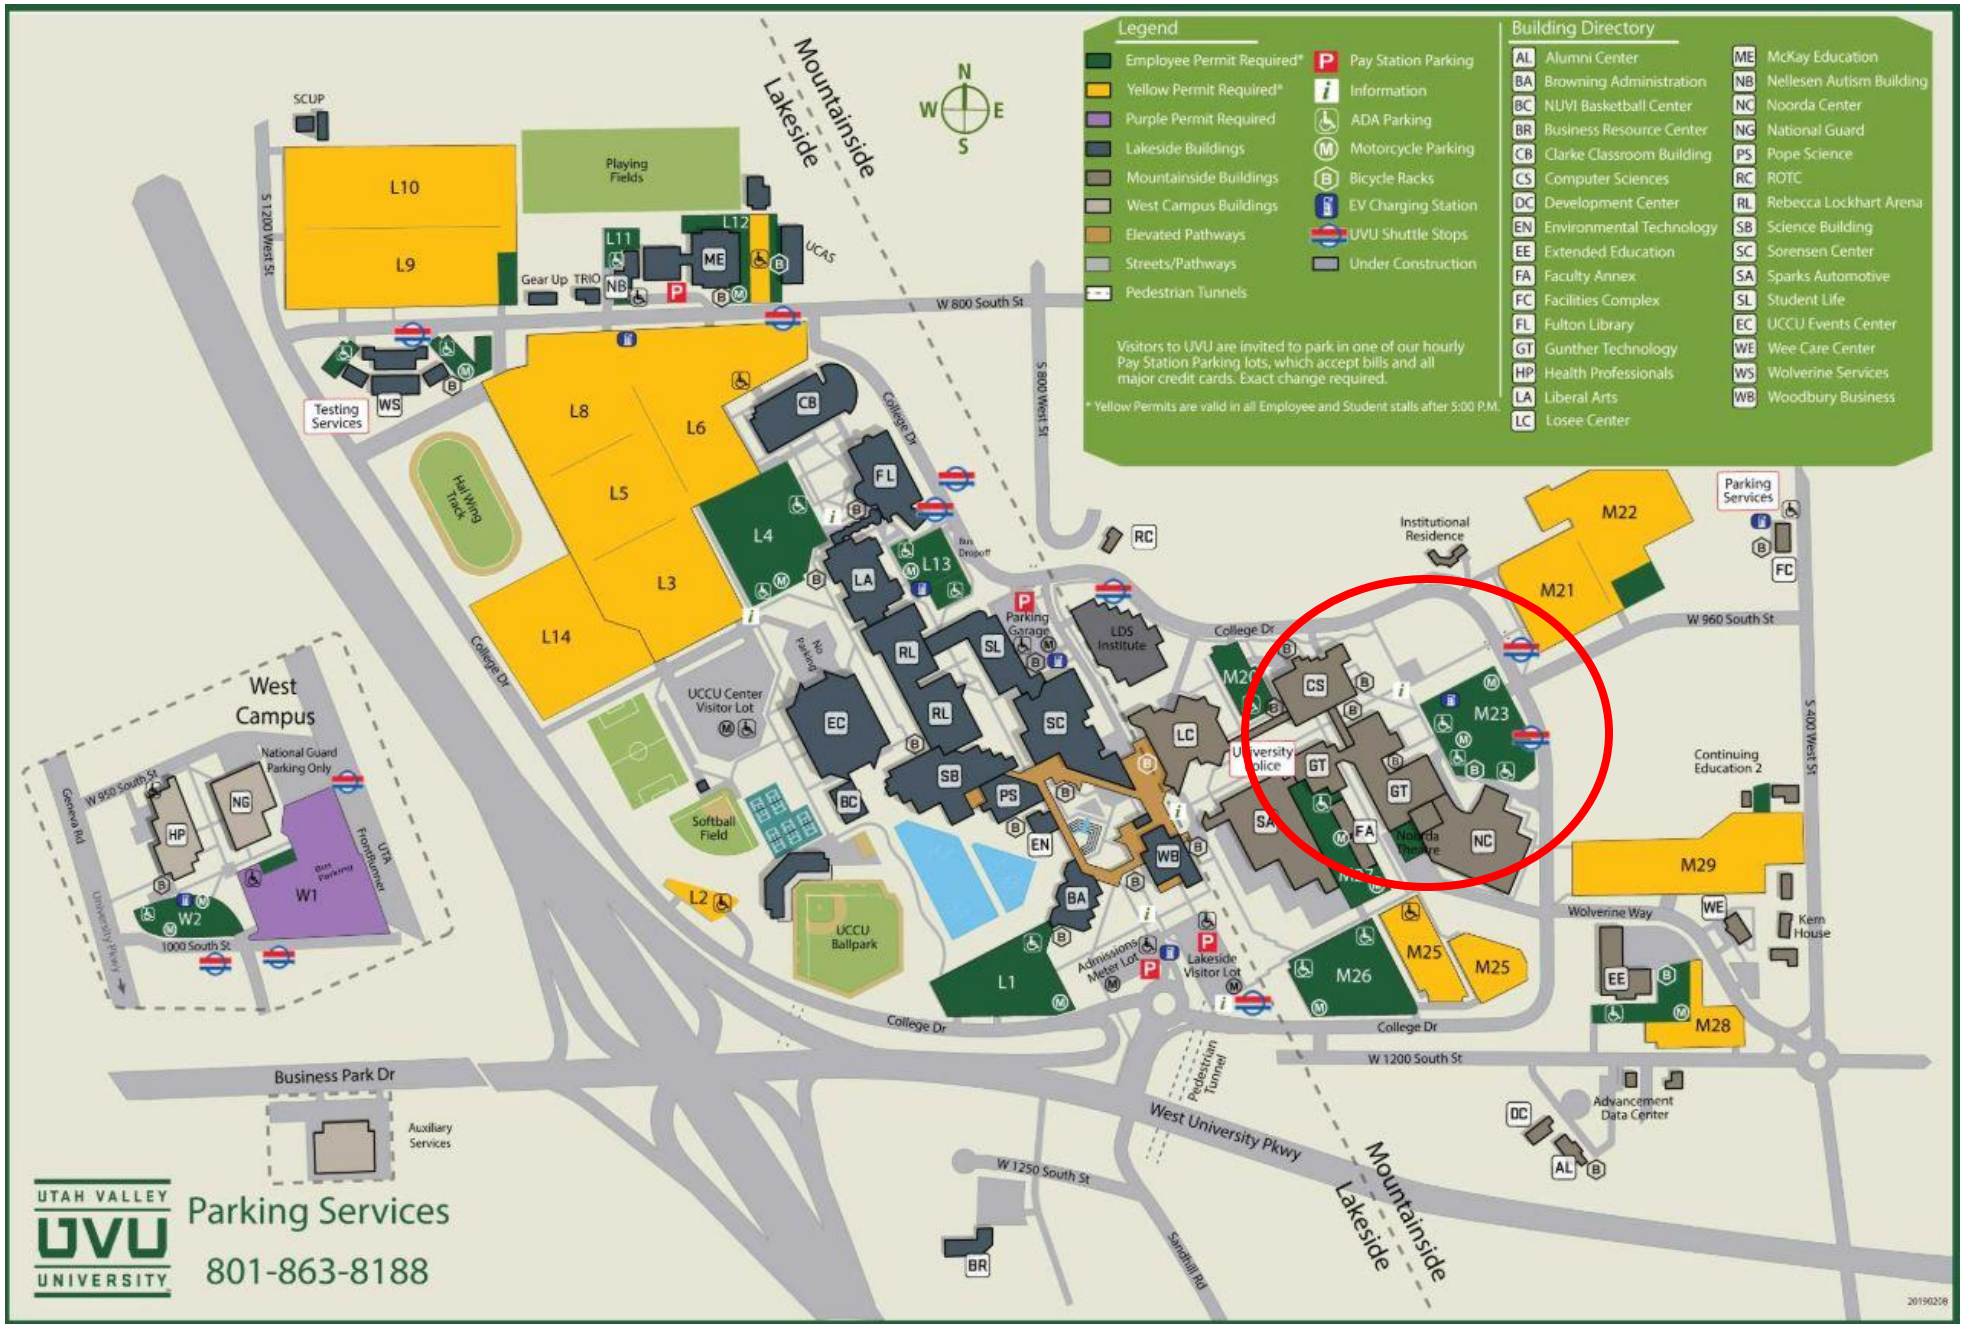 Legend
Employee Permit Required*
Yellow Permit Required*
Purple Permit Required
Lakeside Buildings
Mountainside Buildings
West Campus Buildings
Elevated Pathways
Streets/Pathways
Pedestrian Tunnels
P Pay Station Parking
i Information
ADA Parking
M Motorcycle Parking
B Bicycle Racks
EV Charging Station
UVU Shuttle Stops
Under Construction
Visitors to UVU are invited to park in one of our hourly
Pay Station Parking lots, which accept bills and all
major credit cards. Exact change required.
* Yellow Permits are valid in all Employee and Student stalls after 5:00 P.M.
Building Directory
AL Alumni Center
BA Browning Administration
BC NUVI Basketball Center
BR Business Resource Center
CB Clarke Classroom Building
CS Computer Sciences
DC Development Center
EN Environmental Technology
EE Extended Education
FA Faculty Annex
FC Facilities Complex
FL Fulton Library
GT Gunther Technology
HP Health Professionals
LA Liberal Arts
LC Losee Center
ME McKay Education
NB Nellesen Autism Building
NC Noorda Center
NG National Guard
PS Pope Science
RC ROTC
RL Rebecca Lockhart Arena
SB Science Building
SC Sorensen Center
SA Sparks Automotive
SL Student Life
EC UCCU Events Center
WE Wee Care Center
WS Wolverine Services
WB Woodbury Business
N
W E
S
Mountainside
Lakeside
SCUP
S 1200 West St
L10
L9
Playing
Fields
L11
L12
ME
UCAS
Gear Up
TRIO
NB
P
B
M
B
W 800 South St
Testing
Services
WS
M
B
L8
L6
L5
L3
L14
Hal Wing
Track
College Dr
CB
College Dr
FL
L4
i
B
M
B
i
LA
L13
M
Bus
Dropoff
S 800 West St
RC
P
Parking
Garage
M
B
LDS
Institute
RL
SL
RL
SC
No
Parking
UCCU Center
Visitor Lot
M
EC
B
SB
BC
PS
B
B
EN
LC
B
i
WB
B
B
BA
B
Softball
Field
L2
UCCU
Ballpark
L1
M
i
Admissions
Meter Lot
M
P
P
Lakeside
Visitor Lot
M
i
College Dr
College Dr
Institutional
Residence
M22
M21
Parking
Services
B
FC
W 960 South St
College Dr
M20
B
B
CS
B
B
i
M
M23
M
B
University
Police
GT
B
GT
SA
M
FA
Noorda
Theatre
NC
M27
M
M25
M25
M26
M
S 400 West St
Continuing
Education 2
M29
Wolverine Way
WE
Kern
House
EE
B
M
M28
W 1200 South St
Advancement
Data Center
DC
AL
B
Pedestrian
Tunnel
West University Pkwy
Mountainside
Lakeside
W 1250 South St
Sandhill Rd
BR
West
Campus
National Guard
Parking Only
W 950 South St
Geneva Rd
NG
HP
B
UTA
FrontRunner
Bus
Parking
W1
M
W2
M
1000 South St
University Pkwy
Business Park Dr
Auxiliary
Services
UTAH VALLEY
UVU
UNIVERSITY
Parking Services
801-863-8188
20190208